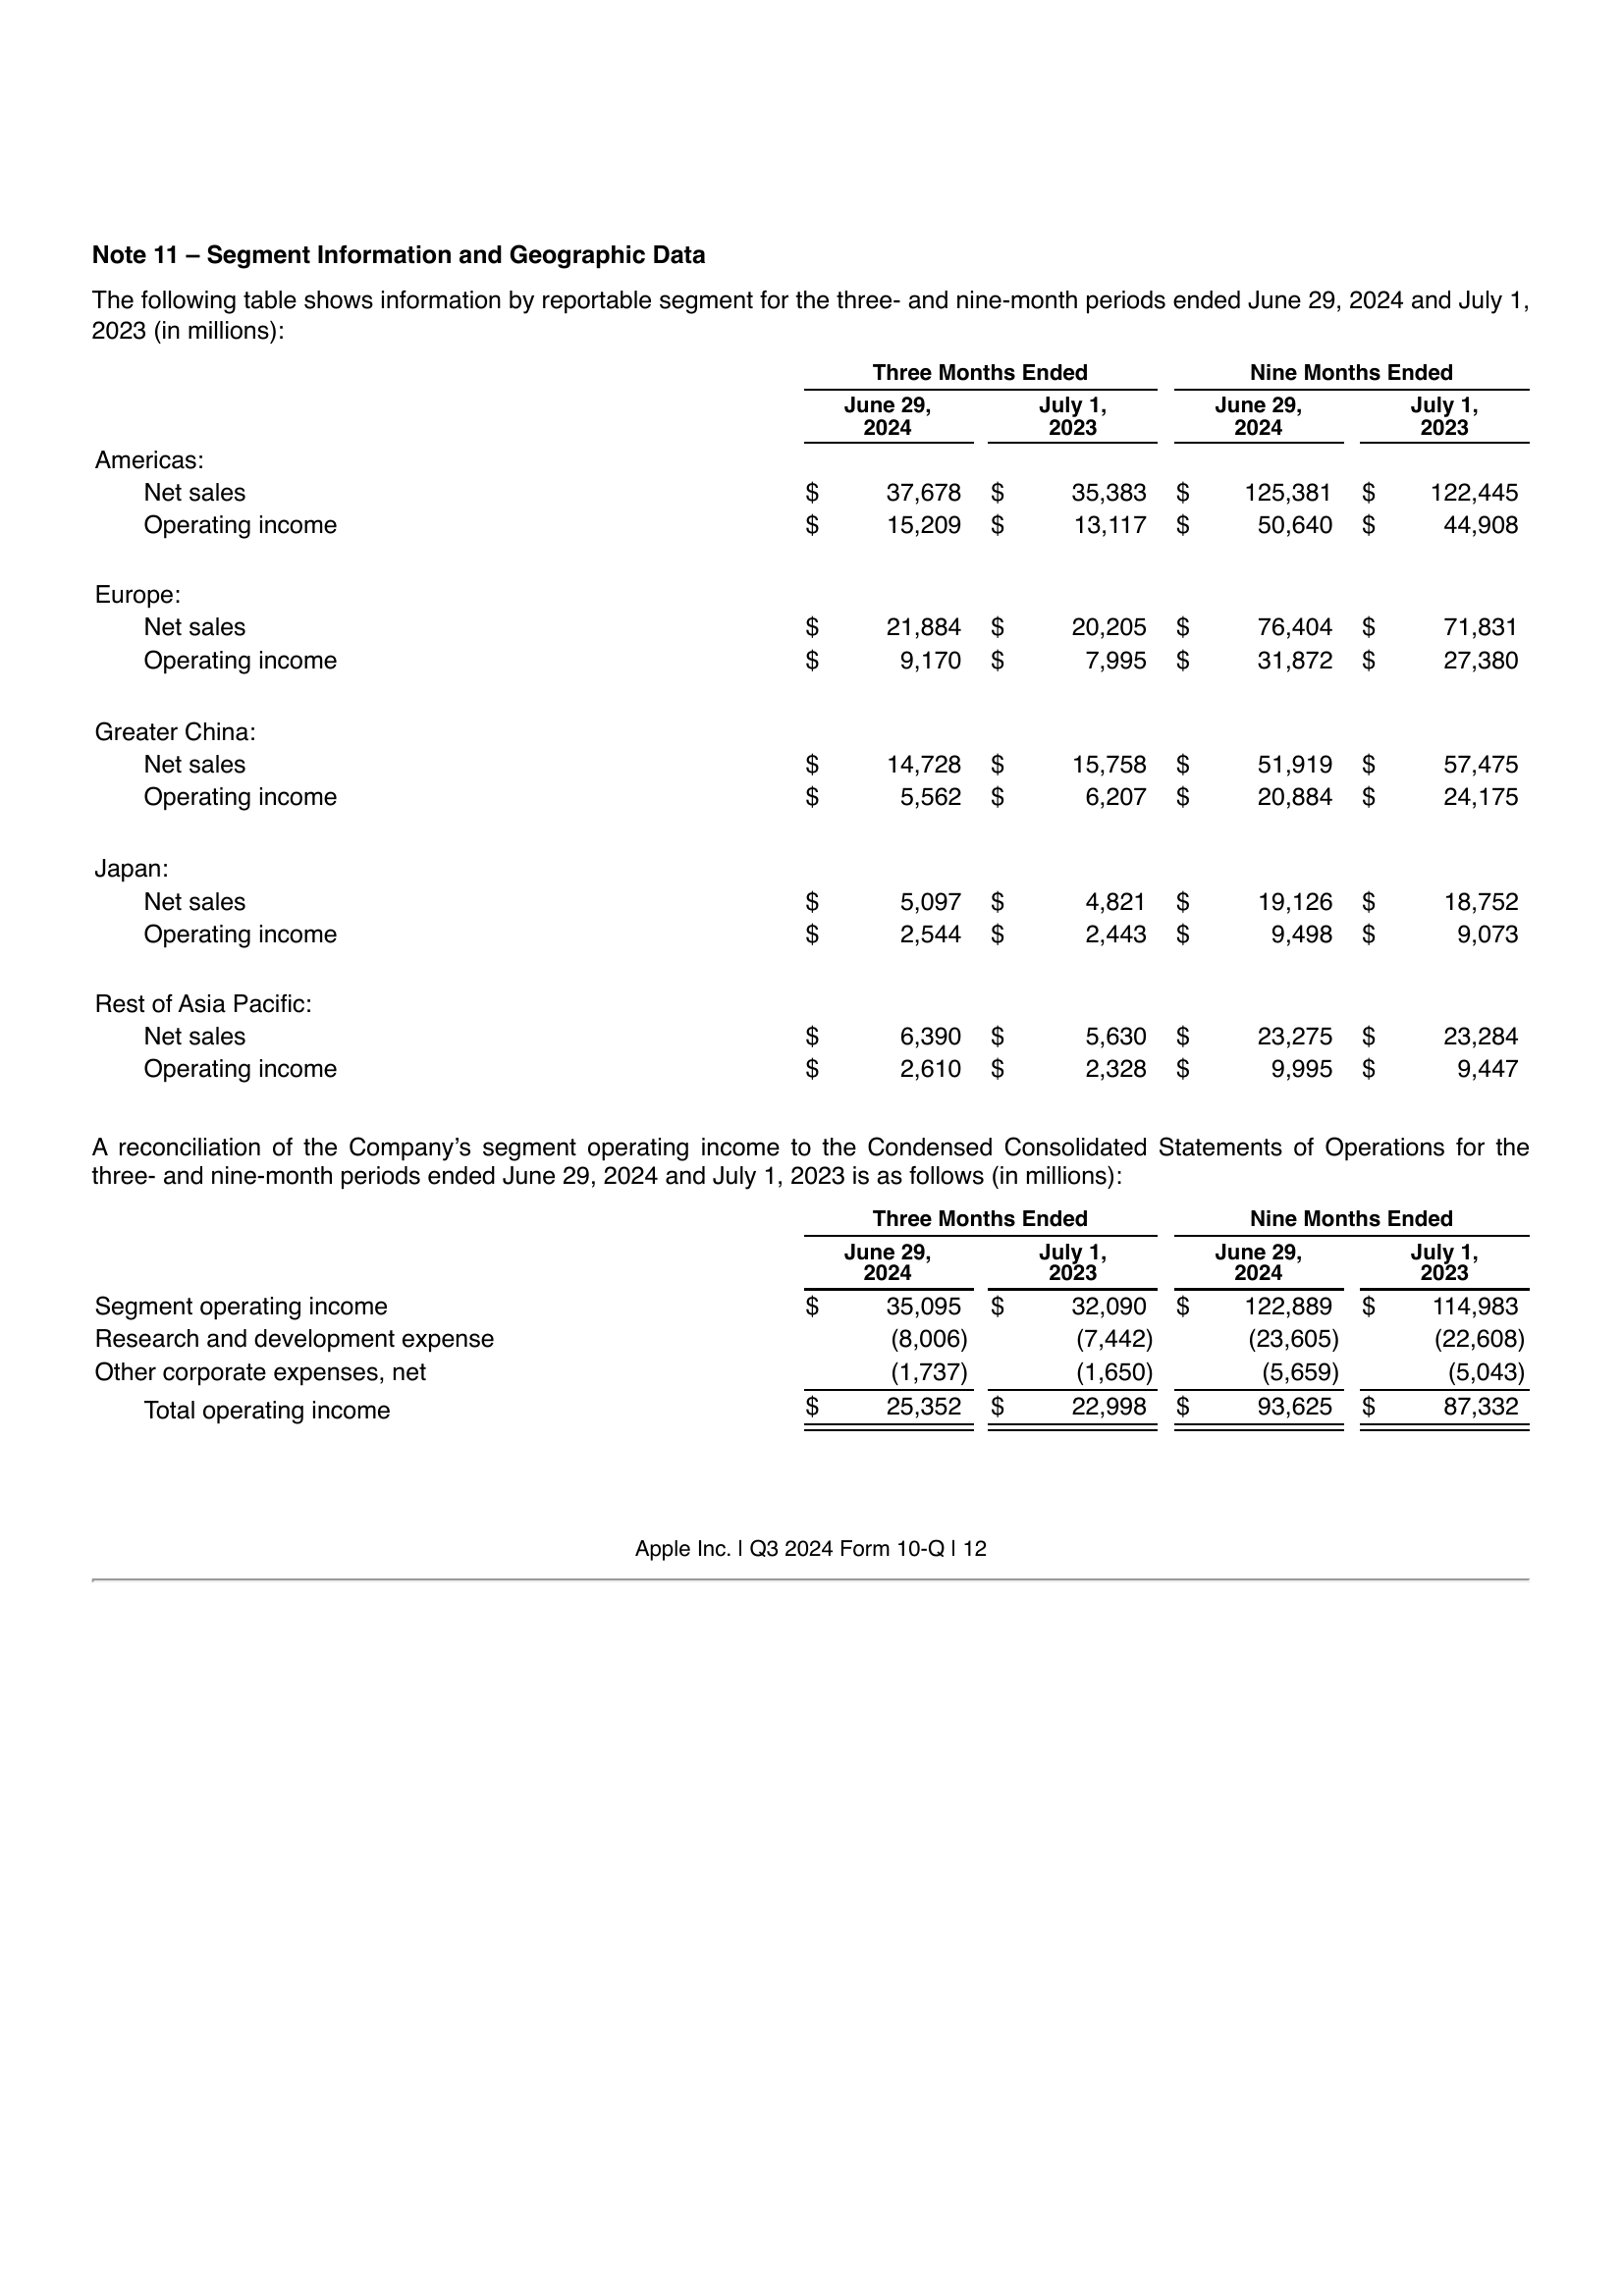 Note 11 – Segment Information and Geographic Data
The following table shows information by reportable segment for the three- and nine-month periods ended June 29, 2024 and July 1,
2023 (in millions):
Three Months Ended Nine Months Ended
June 29, 2024 July 1, 2023 June 29, 2024 July 1, 2023
Americas:
Net sales $ 37,678 $ 35,383 $ 125,381 $ 122,445
Operating income $ 15,209 $ 13,117 $ 50,640 $ 44,908
Europe:
Net sales $ 21,884 $ 20,205 $ 76,404 $ 71,831
Operating income $ 9,170 $ 7,995 $ 31,872 $ 27,380
Greater China:
Net sales $ 14,728 $ 15,758 $ 51,919 $ 57,475
Operating income $ 5,562 $ 6,207 $ 20,884 $ 24,175
Japan:
Net sales $ 5,097 $ 4,821 $ 19,126 $ 18,752
Operating income $ 2,544 $ 2,443 $ 9,498 $ 9,073
Rest of Asia Pacific:
Net sales $ 6,390 $ 5,630 $ 23,275 $ 23,284
Operating income $ 2,610 $ 2,328 $ 9,995 $ 9,447
A reconciliation of the Company’s segment operating income to the Condensed Consolidated Statements of Operations for the
three- and nine-month periods ended June 29, 2024 and July 1, 2023 is as follows (in millions):
Three Months Ended Nine Months Ended
June 29, 2024 July 1, 2023 June 29, 2024 July 1, 2023
Segment operating income $ 35,095 $ 32,090 $ 122,889 $ 114,983
Research and development expense (8,006) (7,442) (23,605) (22,608)
Other corporate expenses, net (1,737) (1,650) (5,659) (5,043)
Total operating income $ 25,352 $ 22,998 $ 93,625 $ 87,332
Apple Inc. | Q3 2024 Form 10-Q | 12